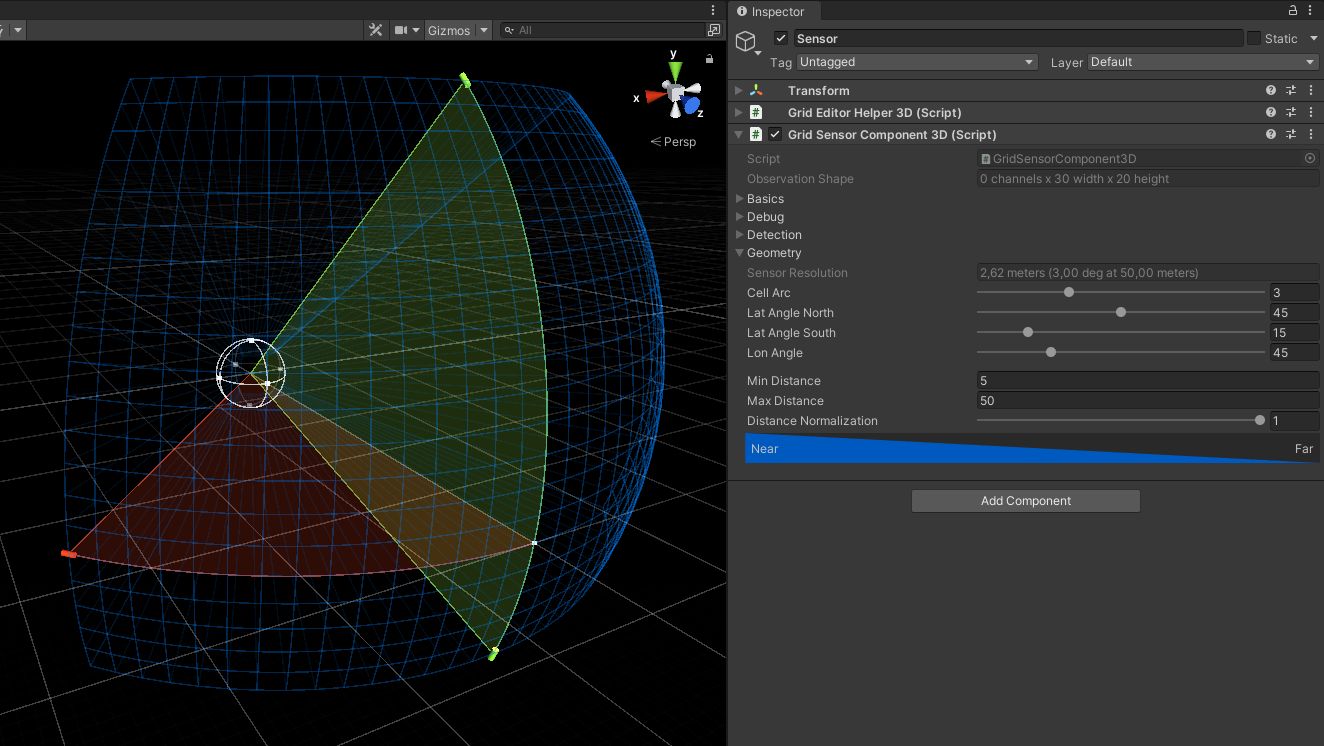 Gizmos
All
y
x
z
Persp
Inspector
Sensor
Static
Tag Untagged
Layer Default
Transform
Grid Editor Helper 3D (Script)
# Grid Sensor Component 3D (Script)
Script
GridSensorComponent3D
Observation Shape
0 channels x 30 width x 20 height
Basics
Debug
Detection
Geometry
Sensor Resolution
2,62 meters (3,00 deg at 50,00 meters)
Cell Arc 3
Lat Angle North 45
Lat Angle South 15
Lon Angle 45
Min Distance 5
Max Distance 50
Distance Normalization 1
Near Far
Add Component